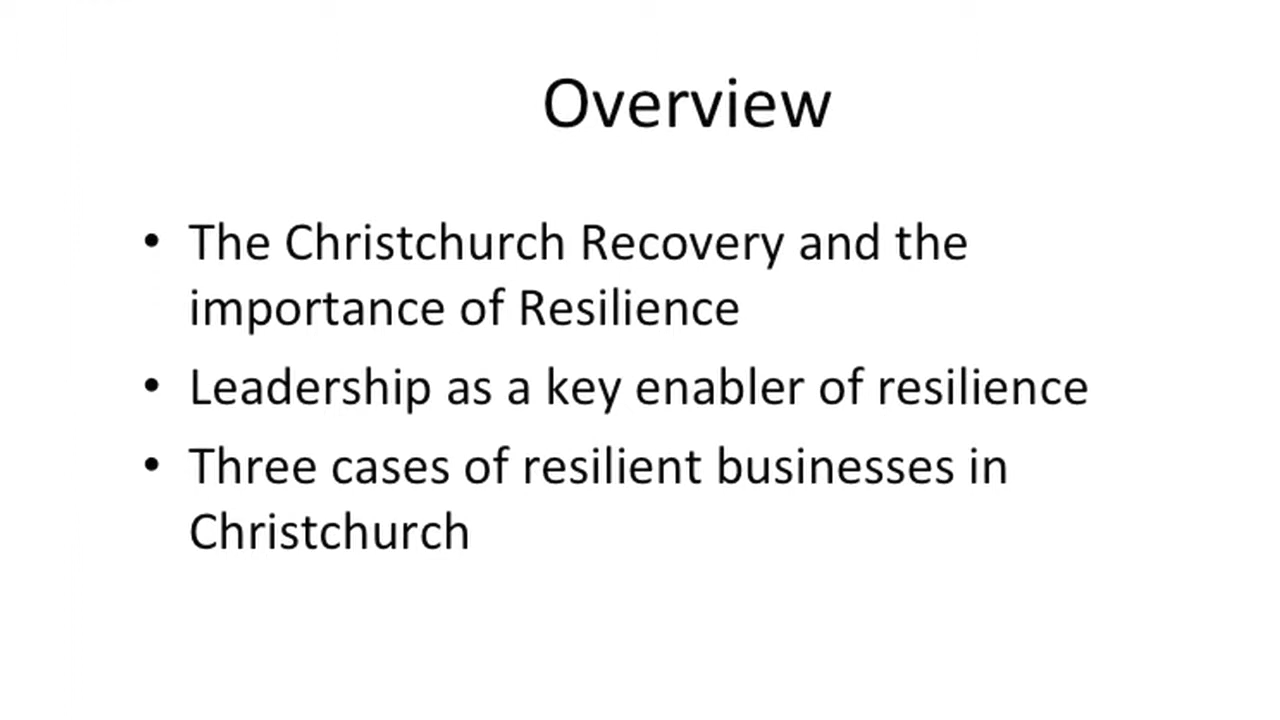 Overview
• The Christchurch Recovery and the
importance of Resilience
• Leadership as a key enabler of resilience
• Three cases of resilient businesses in
Christchurch